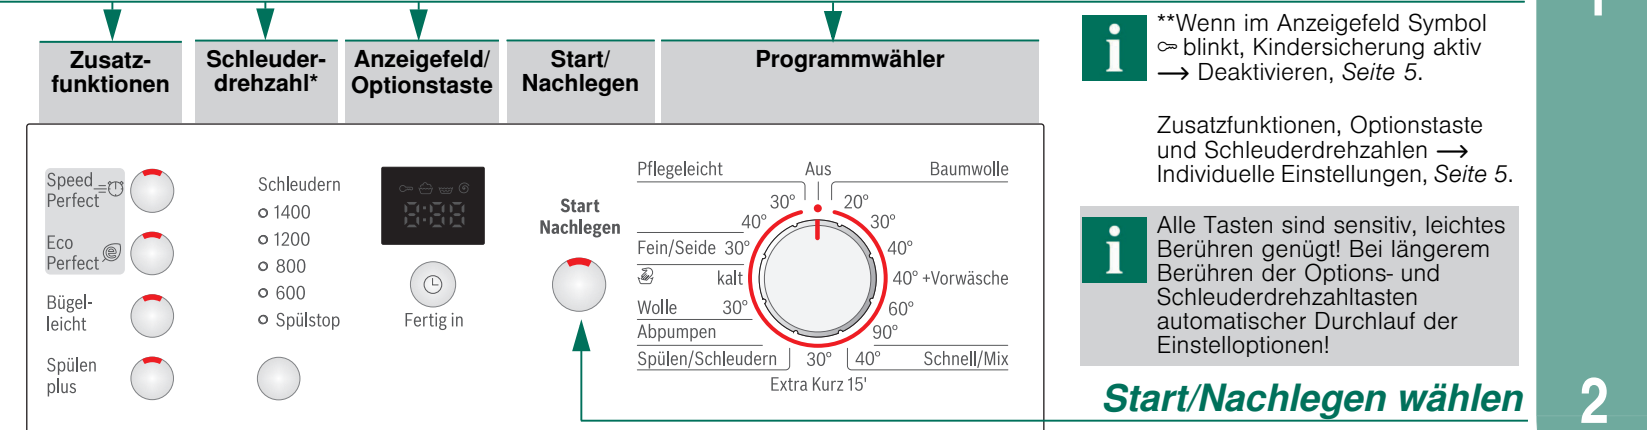 1
Zusatz-
funktionen
Schleuder-
drehzahl*
Anzeigefeld/
Optionstaste
Start/
Nachlegen
Programmwähler
Speed
Perfect
Eco
Perfect
Bügel-
leicht
Spülen
plus
Schleudern
1400
1200
800
600
Spülstop
8:88
Fertig in
Start
Nachlegen
Pflegeleicht
Aus
Baumwolle
30°
20°
40°
30°
Fein/Seide 30°
40°
kalt
40° +Vorwäsche
Wolle 30°
60°
Abpumpen
90°
Spülen/Schleudern
30°
40°
Schnell/Mix
Extra Kurz 15'
i
**Wenn im Anzeigefeld Symbol
blinkt, Kindersicherung aktiv
→ Deaktivieren, Seite 5.
Zusatzfunktionen, Optionstaste
und Schleuderdrehzahlen →
Individuelle Einstellungen, Seite 5.
i
Alle Tasten sind sensitiv, leichtes
Berühren genügt! Bei längerem
Berühren der Options- und
Schleuderdrehzahltasten
automatischer Durchlauf der
Einstelloptionen!
Start/Nachlegen wählen
2